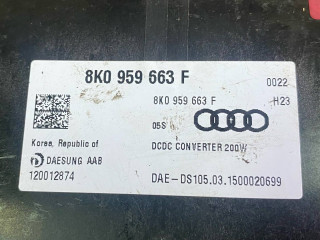 8K0 959 663 F
0022
8K0 959 663 F
H23
05S
Korea, Republic of
DCDC CONVERTER 200W
DAESUNG AAB
120012874
DAE-DS105.03.1500020699